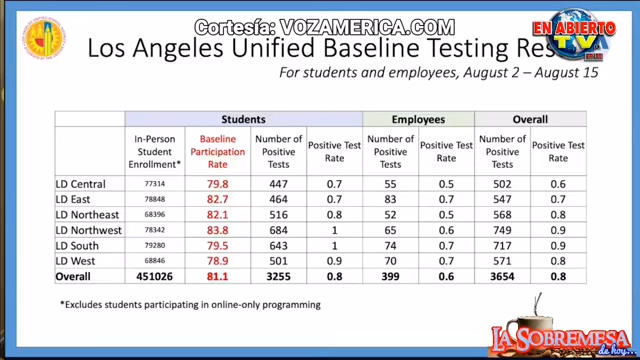 Cortesía: VOZAMERICA.COM
EN ABIERTO
TV
Los Angeles Unified Baseline Testing Res
For students and employees, August 2 – August 15
Students Employees Overall
In-Person Student Enrollment* Baseline Participation Rate Number of Positive Tests Positive Test Rate Number of Positive Tests Positive Test Rate Number of Positive Tests Positive Test Rate
LD Central 77314 79.8 447 0.7 55 0.5 502 0.6
LD East 78848 82.7 464 0.7 83 0.7 547 0.7
LD Northeast 68396 82.1 516 0.8 52 0.5 568 0.8
LD Northwest 78342 83.8 684 1 65 0.6 749 0.9
LD South 79280 79.5 643 1 74 0.7 717 0.9
LD West 68846 78.9 501 0.9 70 0.7 571 0.8
Overall 451026 81.1 3255 0.8 399 0.6 3654 0.8
*Excludes students participating in online-only programming
LA SOBREMESA
de hoy...